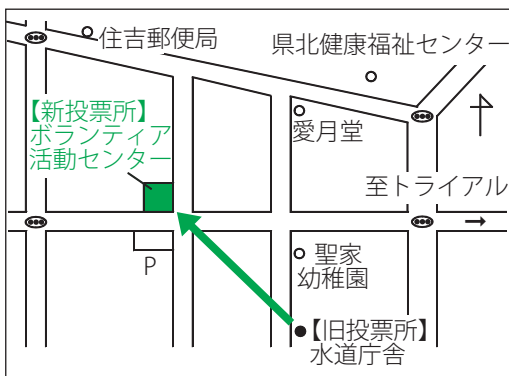 住吉郵便局
県北健康福祉センター
【新投票所】
ボランティア
活動センター
愛月堂
至トライアル
P
聖家
幼稚園
【旧投票所】
水道庁舎